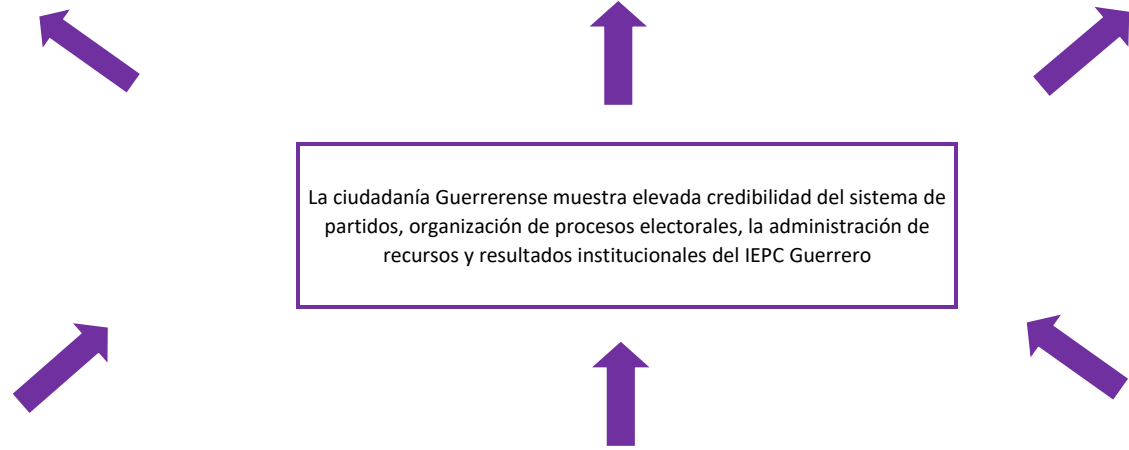 La ciudadanía Guerrerense muestra elevada credibilidad del sistema de
partidos, organización de procesos electorales, la administración de
recursos y resultados institucionales del IEPC Guerrero